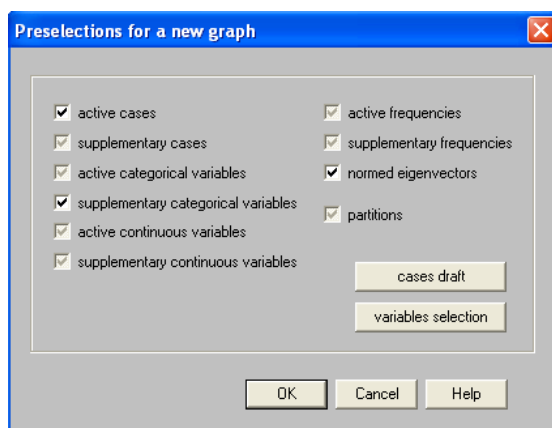 Preselections for a new graph
active cases
supplementary cases
active categorical variables
supplementary categorical variables
active continuous variables
supplementary continuous variables
active frequencies
supplementary frequencies
normed eigenvectors
partitions
cases draft
variables selection
OK
Cancel
Help